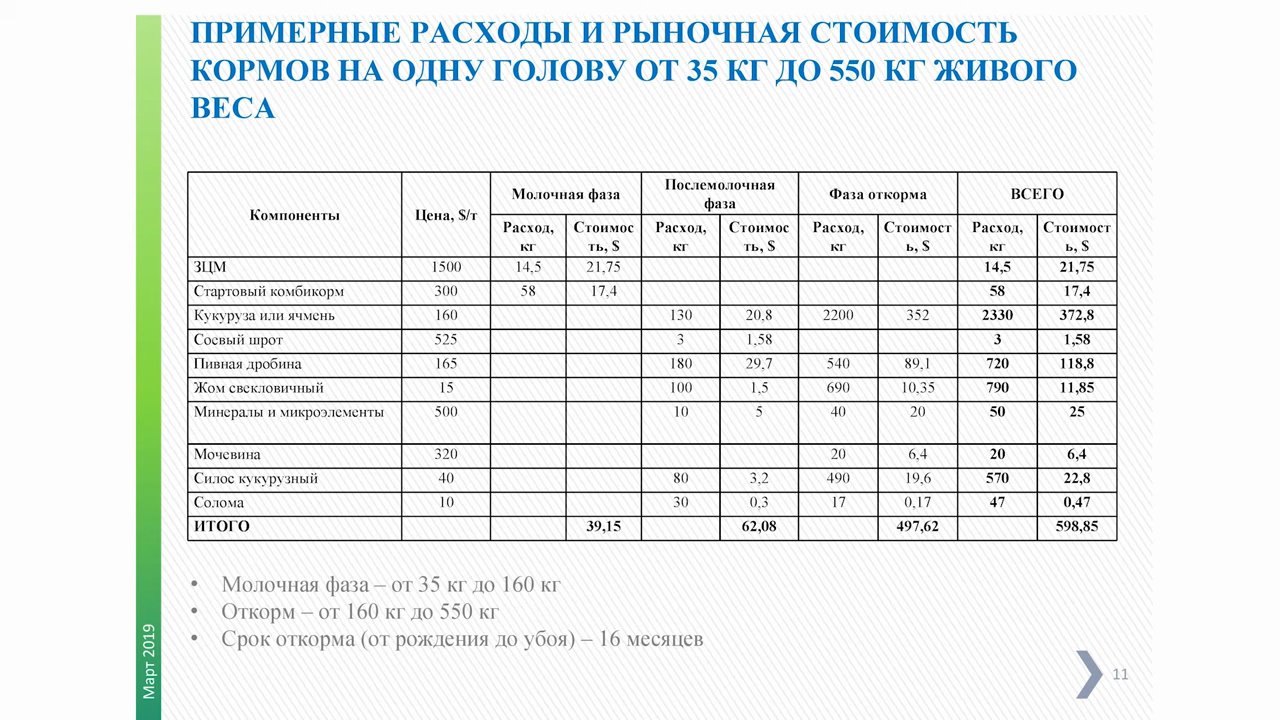 ПРИМЕРНЫЕ РАСХОДЫ И РЫНОЧНАЯ СТОИМОСТЬ
КОРМОВ НА ОДНУ ГОЛОВУ ОТ 35 КГ ДО 550 КГ ЖИВОГО
ВЕСА
Компоненты Цена, $/т Молочная фаза Послемолочная фаза Фаза откорма ВСЕГО
Расход, кг Стоимос ть, $ Расход, кг Стоимос ть, $ Расход, кг Стоимост ь, $ Расход, кг Стоимост ь, $
ЗЦМ 1500 14,5 21,75 14,5 21,75
Стартовый комбикорм 300 58 17,4 58 17,4
Кукуруза или ячмень 160 130 20,8 2200 352 2330 372,8
Соевый шрот 525 3 1,58 3 1,58
Пивная дробина 165 180 29,7 540 89,1 720 118,8
Жом свекловичный 15 100 1,5 690 10,35 790 11,85
Минералы и микроэлементы 500 10 5 40 20 50 25
Мочевина 320 20 6,4 20 6,4
Силос кукурузный 40 80 3,2 490 19,6 570 22,8
Солома 10 30 0,3 17 0,17 47 0,47
ИТОГО 39,15 62,08 497,62 598,85
• Молочная фаза – от 35 кг до 160 кг
• Откорм – от 160 кг до 550 кг
• Срок откорма (от рождения до убоя) – 16 месяцев
Март 2019
11